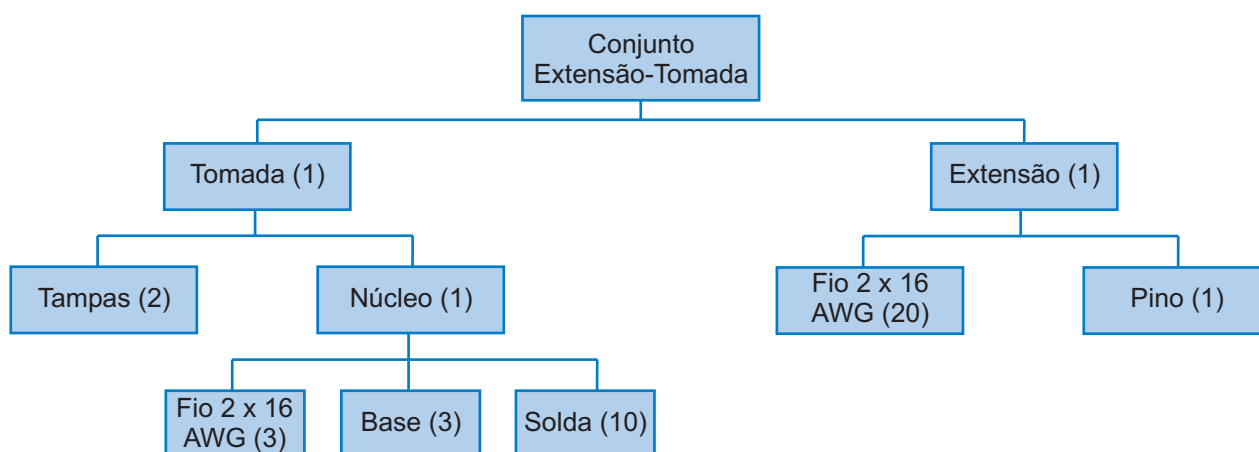 Conjunto
Extensão-Tomada
Tomada (1)
Extensão (1)
Tampas (2)
Núcleo (1)
Fio 2 x 16
AWG (20)
Pino (1)
Fio 2 x 16
AWG (3)
Base (3)
Solda (10)